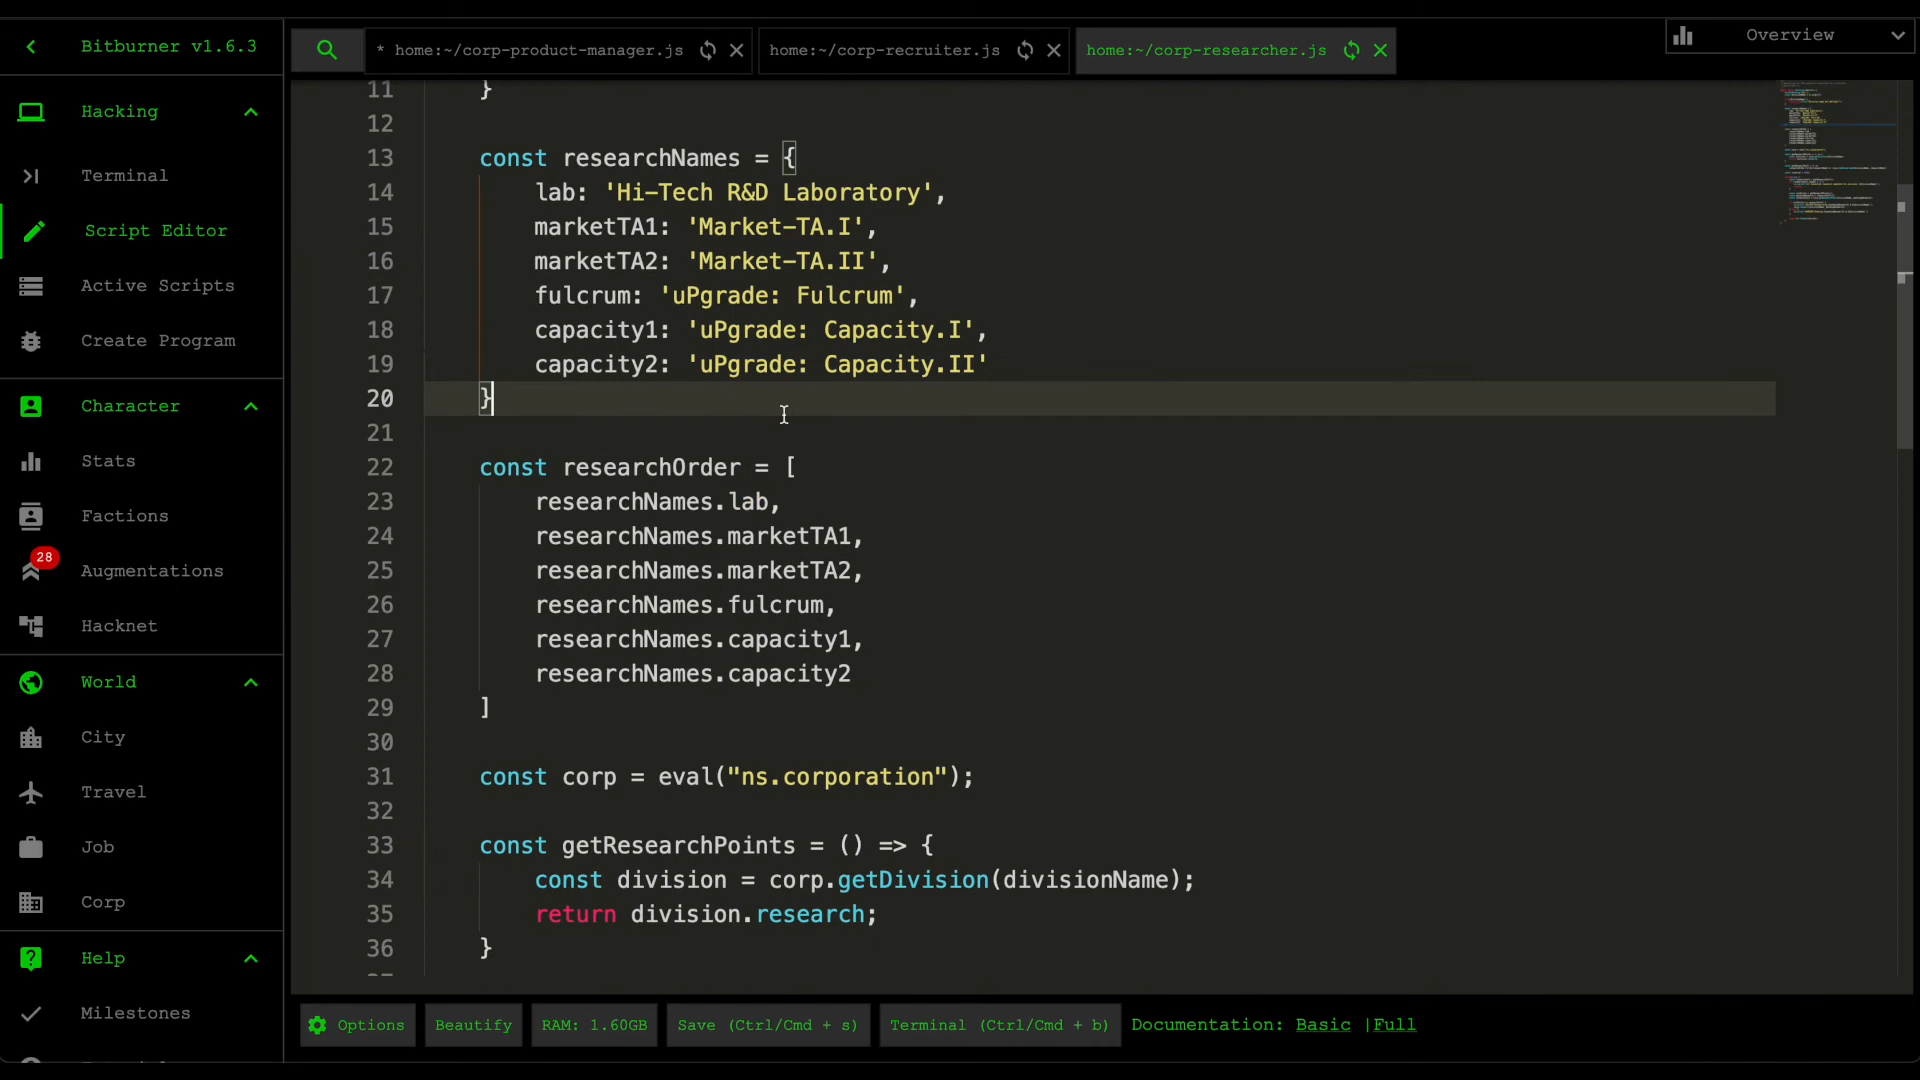 Bitburner v1.6.3
Hacking
Terminal
Script Editor
Active Scripts
Create Program
Character
Stats
Factions
28
Augmentations
Hacknet
World
City
Travel
Job
Corp
Help
Milestones
* home:~/corp-product-manager.js
home:~/corp-recruiter.js
home:~/corp-researcher.js
Overview
11 }
12
13 const researchNames = {
14 lab: 'Hi-Tech R&D Laboratory',
15 marketTA1: 'Market-TA.I',
16 marketTA2: 'Market-TA.II',
17 fulcrum: 'uPgrade: Fulcrum',
18 capacity1: 'uPgrade: Capacity.I',
19 capacity2: 'uPgrade: Capacity.II'
20 }
21
22 const researchOrder = [
23 researchNames.lab,
24 researchNames.marketTA1,
25 researchNames.marketTA2,
26 researchNames.fulcrum,
27 researchNames.capacity1,
28 researchNames.capacity2
29 ]
30
31 const corp = eval("ns.corporation");
32
33 const getResearchPoints = () => {
34 const division = corp.getDivision(divisionName);
35 return division.research;
36 }
Options
Beautify
RAM: 1.60GB
Save (Ctrl/Cmd + s)
Terminal (Ctrl/Cmd + b)
Documentation: Basic |Full